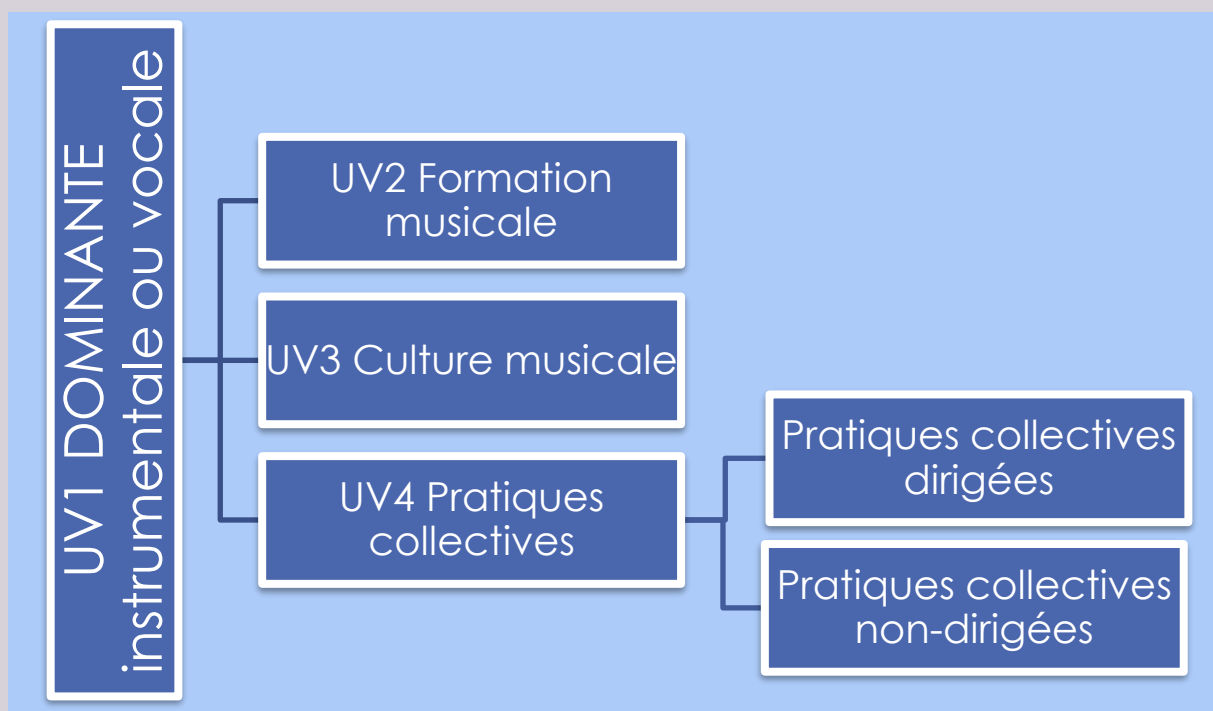 UV1 DOMINANTE
instrumentale ou vocale
UV2 Formation
musicale
UV3 Culture musicale
UV4 Pratiques
collectives
Pratiques collectives
dirigées
Pratiques collectives
non-dirigées